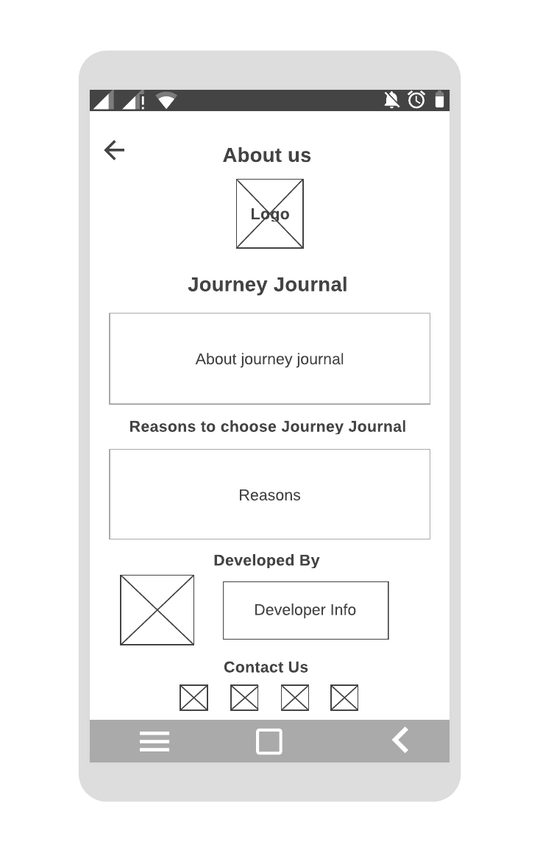 About us
Logo
Journey Journal
About journey journal
Reasons to choose Journey Journal
Reasons
Developed By
Developer Info
Contact Us